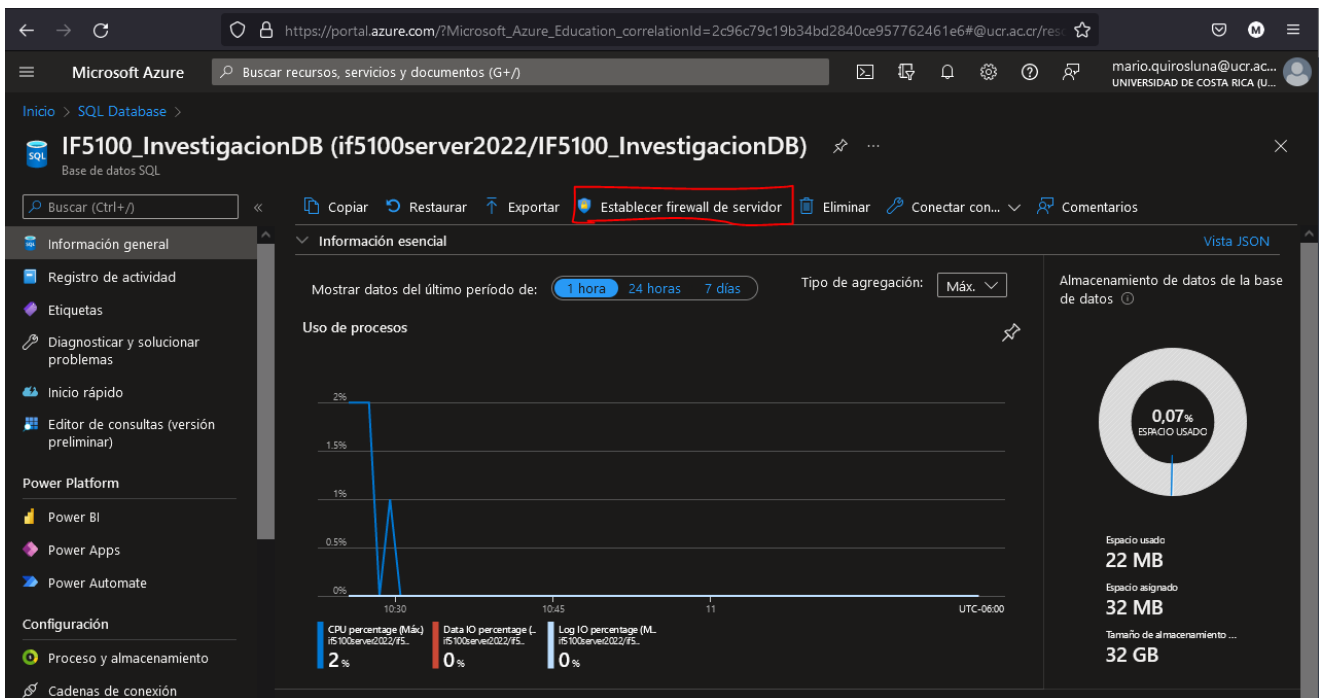 https://portal.azure.com/?Microsoft_Azure_Education_correlationId=2c96c79c19b34bd2840ce957762461e6#@ucr.ac.cr/res
M
Microsoft Azure
Buscar recursos, servicios y documentos (G+/)
mario.quirosluna@ucr.ac...
UNIVERSIDAD DE COSTA RICA (U...
Inicio > SQL Database >
SQL
IF5100_InvestigacionDB (if5100server2022/IF5100_InvestigacionDB)
...
Base de datos SQL
Buscar (Ctrl+/)
«
Copiar
Restaurar
Exportar
Establecer firewall de servidor
Eliminar
Conectar con...
Comentarios
Información general
Registro de actividad
Etiquetas
Diagnosticar y solucionar
problemas
Inicio rápido
Editor de consultas (versión
preliminar)
Power Platform
Power BI
Power Apps
Power Automate
Configuración
Proceso y almacenamiento
Cadenas de conexión
Información esencial
Vista JSON
Mostrar datos del último período de:
1 hora
24 horas
7 días
Tipo de agregación:
Máx.
Uso de procesos
2%
1.5%
1%
0.5%
0%
10:30
10:45
11
UTC-06:00
CPU percentage (Máx)
if5100server2022/if5...
2 %
Data IO percentage (...
if5100server2022/if5...
0 %
Log IO percentage (M...
if5100server2022/if5...
0 %
Almacenamiento de datos de la base
de datos
0,07%
ESPACIO USADO
Espacio usado
22 MB
Espacio asignado
32 MB
Tamaño de almacenamiento ...
32 GB